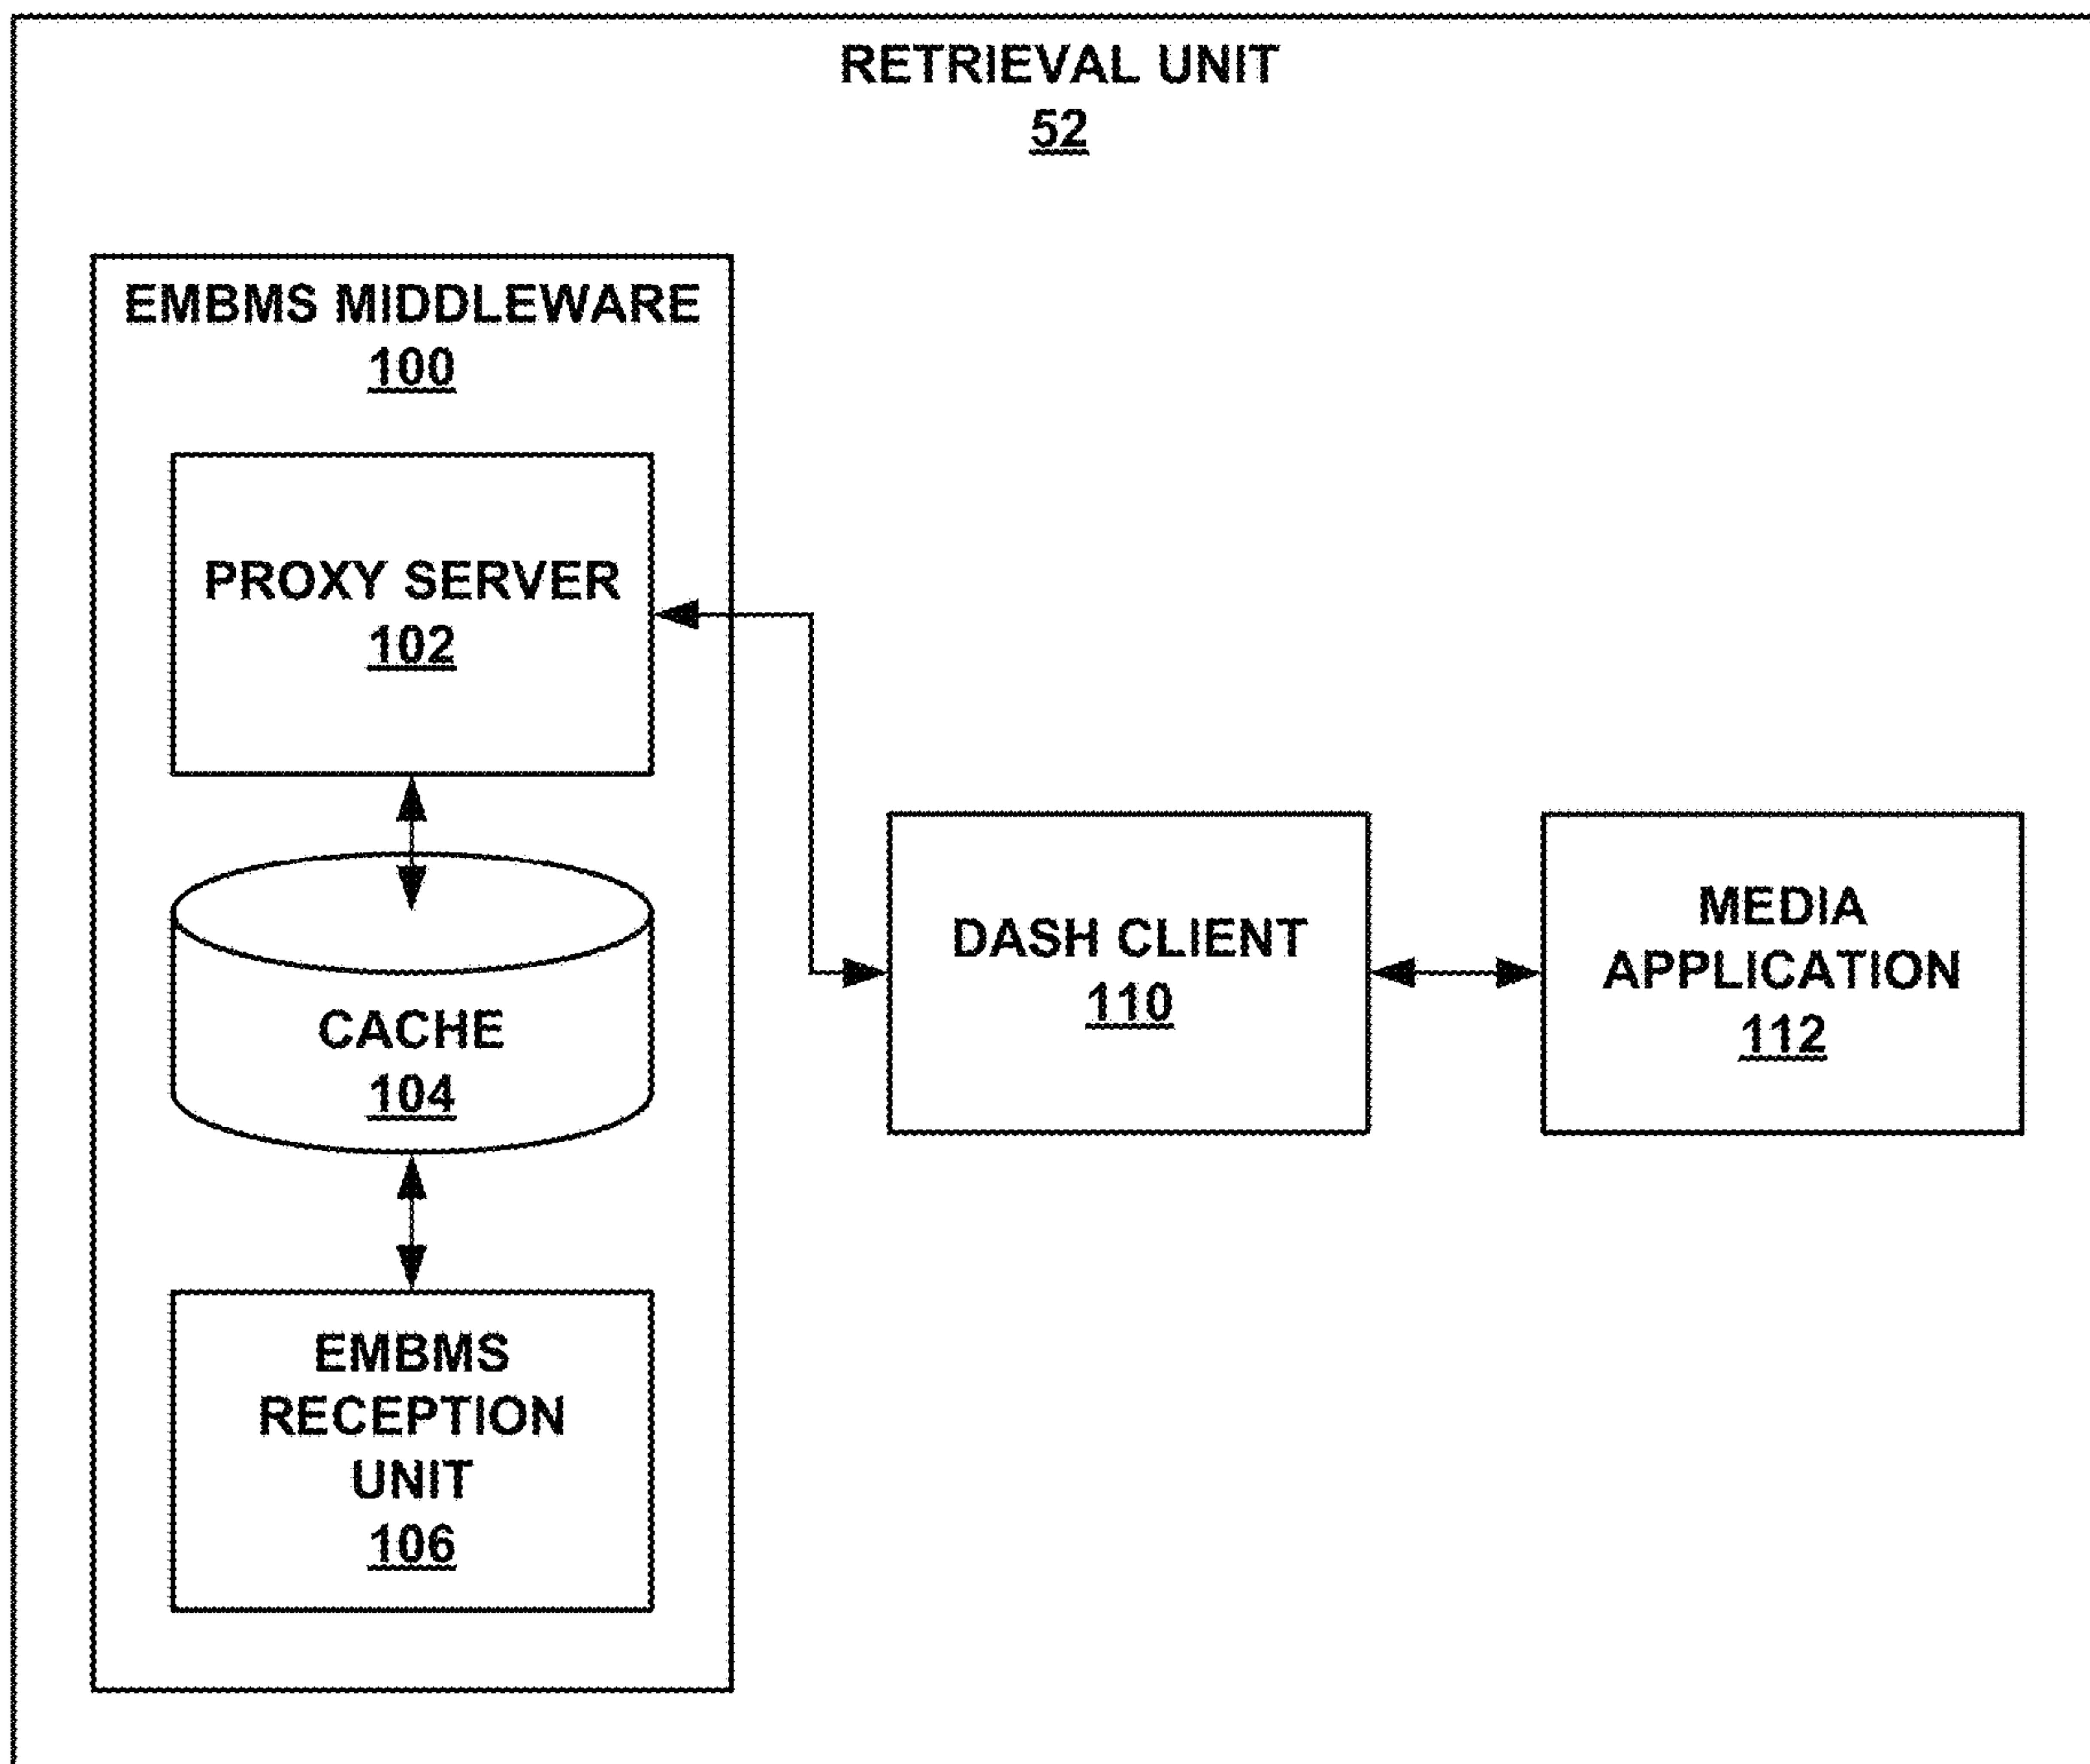 RETRIEVAL UNIT
52
EMBMS MIDDLEWARE
100
PROXY SERVER
102
CACHE
104
EMBMS
RECEPTION
UNIT
106
DASH CLIENT
110
MEDIA
APPLICATION
112